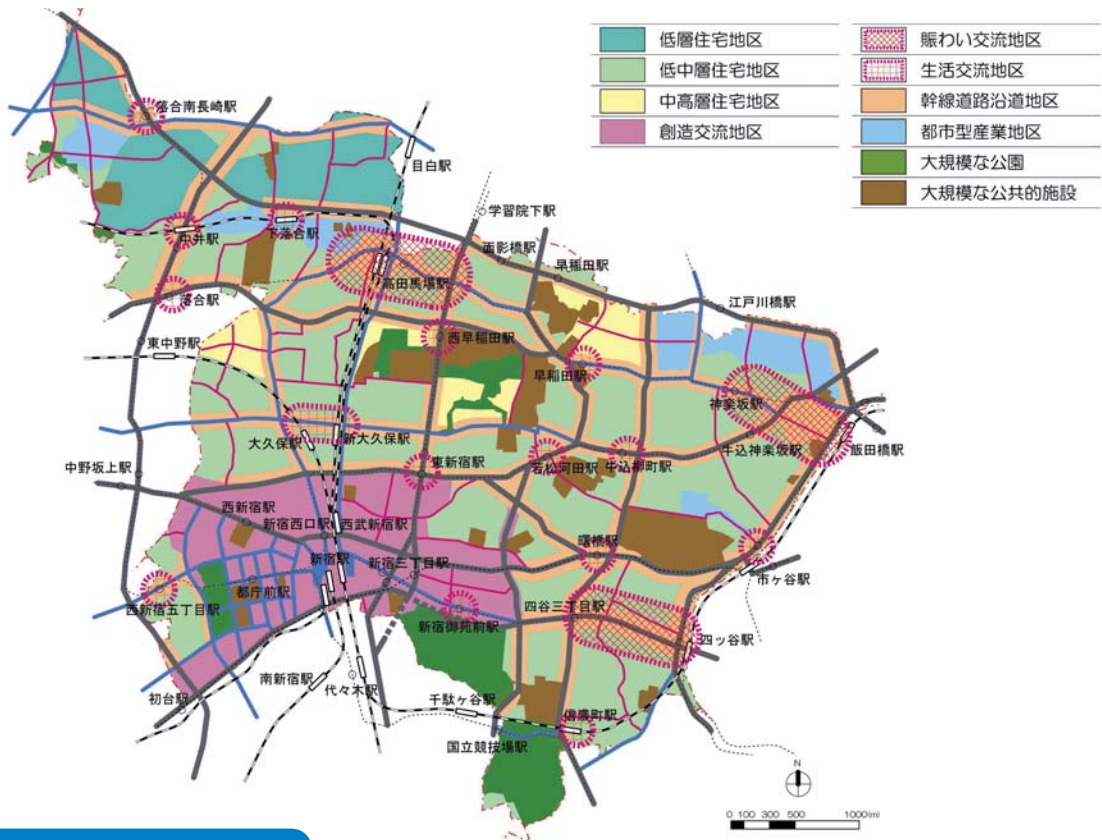 低層住宅地区
低中層住宅地区
中高層住宅地区
創造交流地区
賑わい交流地区
生活交流地区
幹線道路沿道地区
都市型産業地区
大規模な公園
大規模な公共的施設
落合南長崎駅
目白駅
学習院下駅
中井駅
下落合駅
面影橋駅
早稲田駅
高田馬場駅
落合駅
江戸川橋駅
東中野駅
西早稲田駅
早稲田駅
神楽坂駅
大久保駅
新大久保駅
牛込神楽坂駅
飯田橋駅
中野坂上駅
東新宿駅
若松河田駅
牛込柳町駅
西新宿駅
新宿西口駅
西武新宿駅
新宿駅
新宿三丁目駅
曙橋駅
都庁前駅
市ヶ谷駅
西新宿五丁目駅
新宿御苑前駅
四谷三丁目駅
四ッ谷駅
初台駅
南新宿駅
代々木駅
千駄ヶ谷駅
信濃町駅
国立競技場駅
N
0 100 300 500 1000(m)